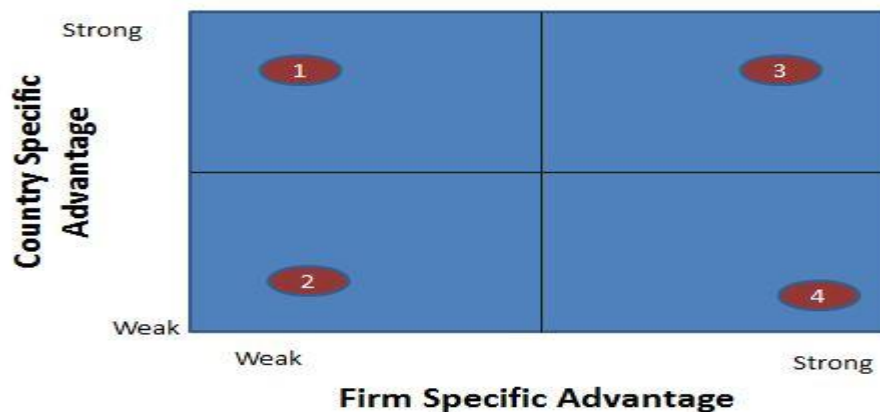 Strong
Country Specific
Advantage
1
3
2
4
Weak
Weak
Strong
Firm Specific Advantage